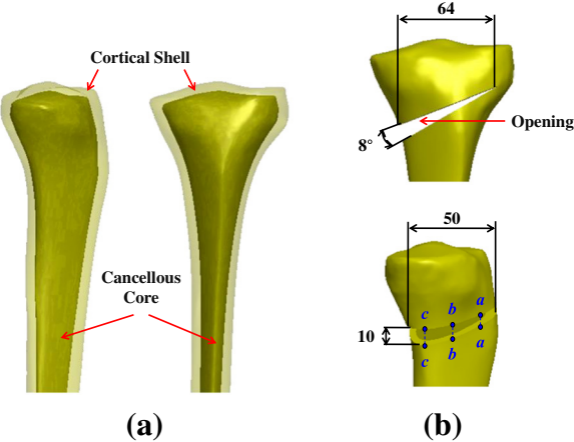 Cortical Shell
Cancellous
Core
(a)
64
Opening
8°
50
10
a
b
c
a
b
c
(b)